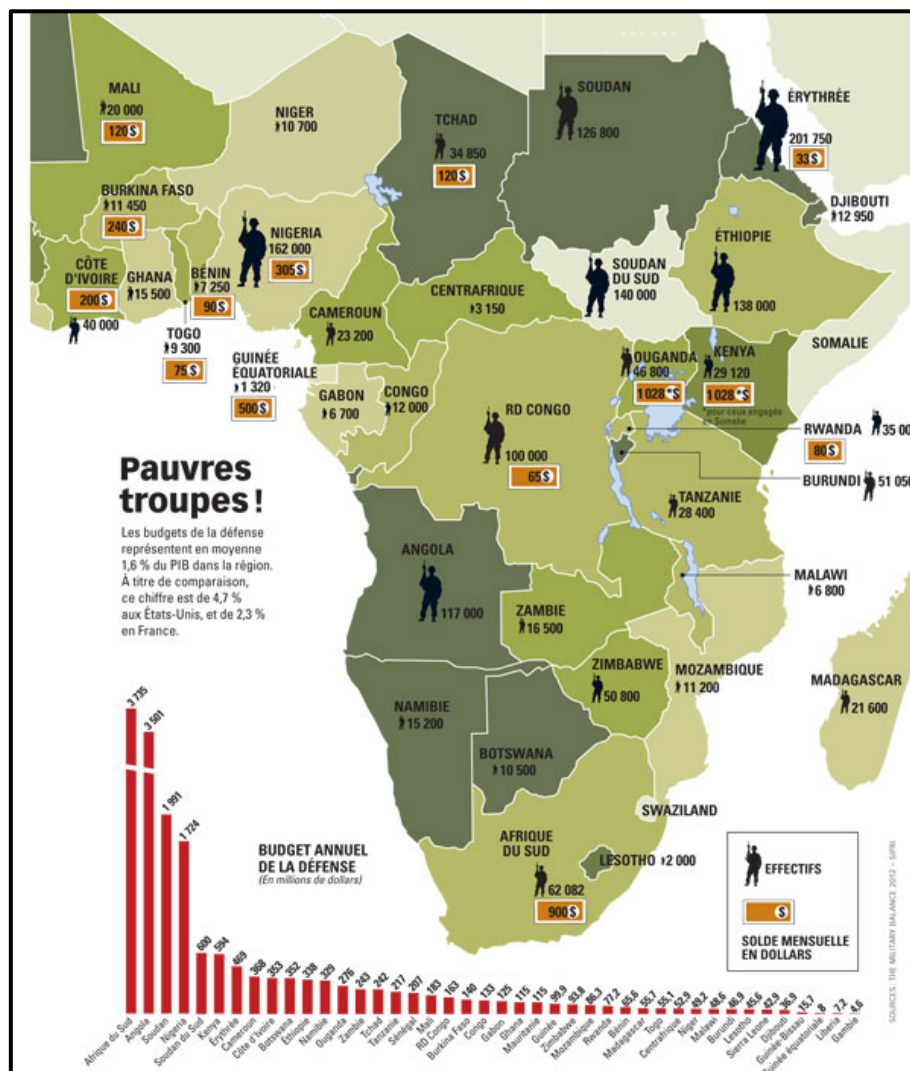 MALI
20 000
120 $
NIGER
10 700
TCHAD
34 850
120 $
SOUDAN
126 800
ÉRYTHRÉE
201 750
33 $
DJIBOUTI
12 950
BURKINA FASO
11 450
240 $
NIGERIA
162 000
305 $
CÔTE
D'IVOIRE
200 $
40 000
GHANA
15 500
BÉNIN
7 250
90 $
TOGO
9 300
75 $
CAMEROUN
23 200
CENTRAFRIQUE
3 150
SOUDAN
DU SUD
140 000
ÉTHIOPIE
138 000
SOMALIE
GUINÉE
ÉQUATORIALE
1 320
500 $
GABON
6 700
CONGO
12 000
RD CONGO
100 000
65 $
OUGANDA
46 800
1 028* $
KENYA
29 120
1 028* $
*pour ceux engagés
en Somalie
RWANDA 35 00
80 $
BURUNDI 51 050
TANZANIE
28 400
MALAWI
6 800
Pauvres
troupes !
Les budgets de la défense
représentent en moyenne
1,6 % du PIB dans la région.
À titre de comparaison,
ce chiffre est de 4,7 %
aux États-Unis, et de 2,3 %
en France.
ANGOLA
117 000
ZAMBIE
16 500
ZIMBABWE
50 800
MOZAMBIQUE
11 200
MADAGASCAR
21 600
NAMIBIE
15 200
BOTSWANA
10 500
SWAZILAND
AFRIQUE
DU SUD
62 082
900 $
LESOTHO 2 000
BUDGET ANNUEL
DE LA DÉFENSE
(En millions de dollars)
EFFECTIFS
$
SOLDE MENSUELLE
EN DOLLARS
SOURCES : THE MILITARY BALANCE 2012 – SIPRI
3 735
3 501
1 991
1 724
600
594
469
368
353
352
338
329
276
243
242
217
207
183
163
140
133
125
115
115
99,9
93,8
86,3
77,2
65,6
55,7
55,1
52,9
49,2
48,6
46,9
45,6
42,9
36,9
15,7
8
7,2
4,6
Afrique du Sud
Angola
Soudan
Nigeria
Soudan du Sud
Kenya
Érythrée
Cameroun
Côte d'Ivoire
Botswana
Éthiopie
Namibie
Ouganda
Zambie
Tchad
Tanzanie
Sénégal
Mali
RD Congo
Burkina Faso
Congo
Gabon
Ghana
Mauritanie
Guinée
Zimbabwe
Mozambique
Rwanda
Bénin
Madagascar
Togo
Centrafrique
Niger
Malawi
Burundi
Lesotho
Sierra Leone
Djibouti
Guinée-Bissau
Guinée équatoriale
Liberia
Gambie